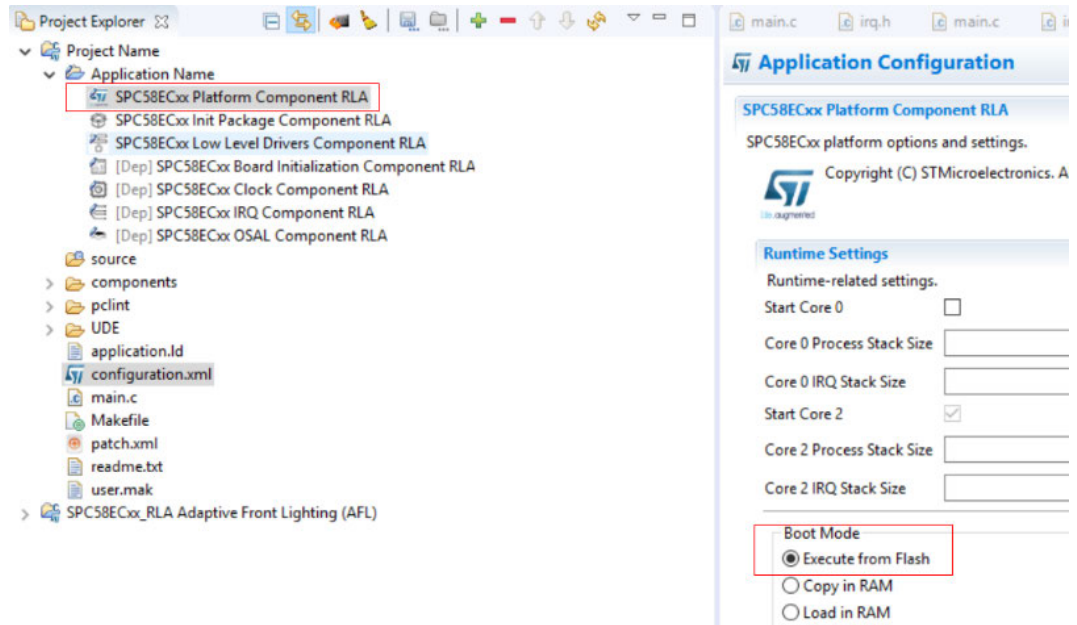 Project Explorer
Project Name
Application Name
SPC58ECxx Platform Component RLA
SPC58ECxx Init Package Component RLA
SPC58ECxx Low Level Drivers Component RLA
[Dep] SPC58ECxx Board Initialization Component RLA
[Dep] SPC58ECxx Clock Component RLA
[Dep] SPC58ECxx IRQ Component RLA
[Dep] SPC58ECxx OSAL Component RLA
source
components
pclint
UDE
application.ld
configuration.xml
main.c
Makefile
patch.xml
readme.txt
user.mak
SPC58ECxx_RLA Adaptive Front Lighting (AFL)
main.c irq.h main.c
Application Configuration
SPC58ECxx Platform Component RLA
SPC58ECxx platform options and settings.
Copyright (C) STMicroelectronics. A
life.augmented
Runtime Settings
Runtime-related settings.
Start Core 0
Core 0 Process Stack Size
Core 0 IRQ Stack Size
Start Core 2
Core 2 Process Stack Size
Core 2 IRQ Stack Size
Boot Mode
Execute from Flash
Copy in RAM
Load in RAM